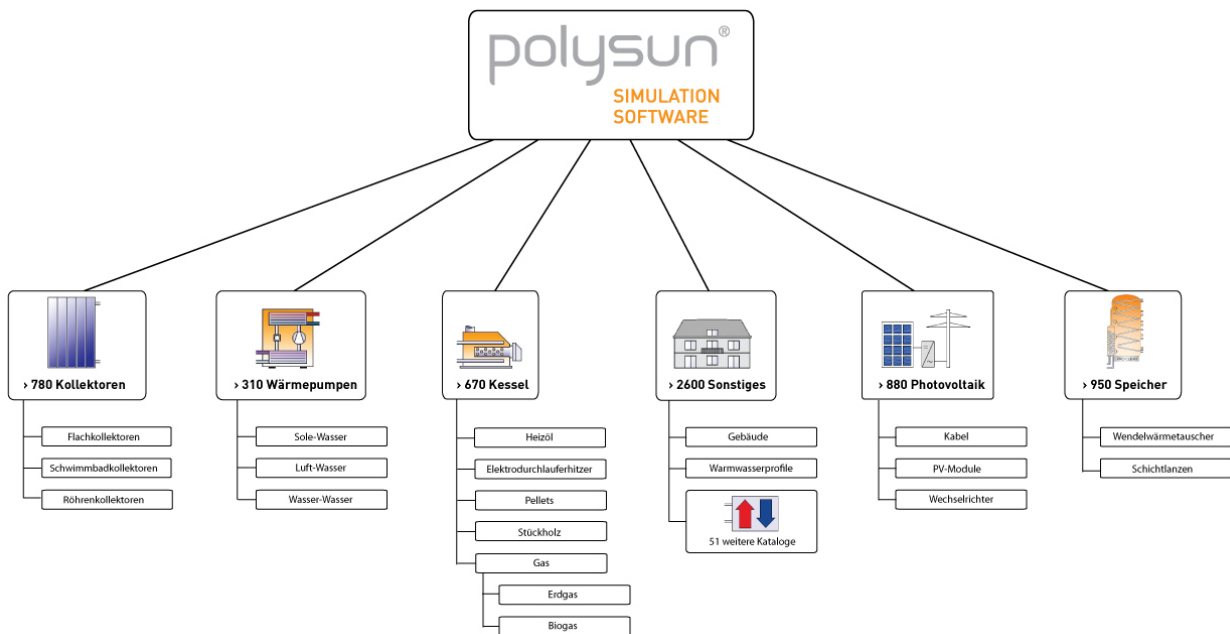 polysun®
SIMULATION
SOFTWARE
› 780 Kollektoren
› 310 Wärmepumpen
› 670 Kessel
› 2600 Sonstiges
› 880 Photovoltaik
› 950 Speicher
Flachkollektoren
Schwimmbadkollektoren
Röhrenkollektoren
Sole-Wasser
Luft-Wasser
Wasser-Wasser
Heizöl
Elektrodurchlauferhitzer
Pellets
Stückholz
Gas
Erdgas
Biogas
Gebäude
Warmwasserprofile
51 weitere Kataloge
Kabel
PV-Module
Wechselrichter
Wendelwärmetauscher
Schichtlanzen